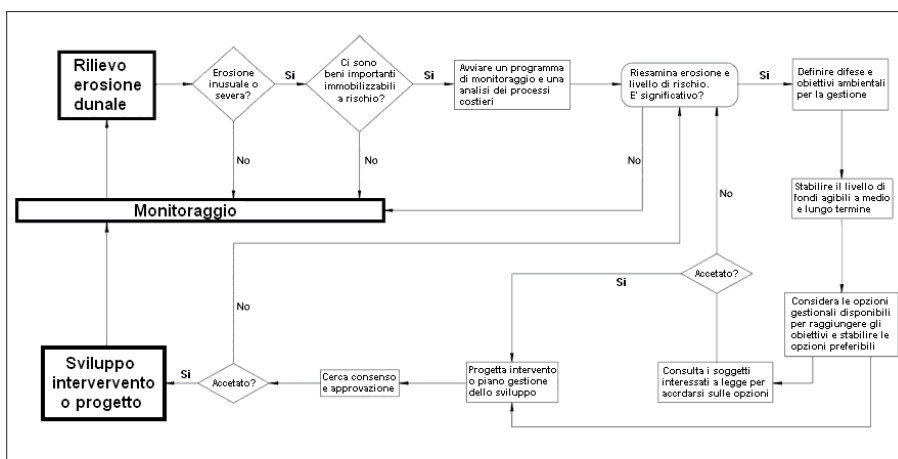 Rilievo
erosione
dunale
Erosione
inusuale o
severa?
Si
Ci sono
beni importanti
immobilizzabili
a rischio?
Si
Avviare un programma
di monitoraggio e una
analisi dei processi
costieri
Riesamina erosione e
livello di rischio.
E' significativo?
Si
Definire difese e
obiettivi ambientali
per la gestione
No
No
No
No
Monitoraggio
Stabilire il livello di
fondi agibili a medio
e lungo termine
Accetato?
Si
Considera le opzioni
gestionali disponibili
per raggiungere gli
obiettivi e stabilire le
opzioni preferibili
No
Sviluppo
intervervento
o progetto
Si
Accetato?
Cerca consenso
e approvazione
Progetta intervento
o piano gestione
dello sviluppo
Consulta i soggetti
interessati a legge per
accordarsi sulle opzioni